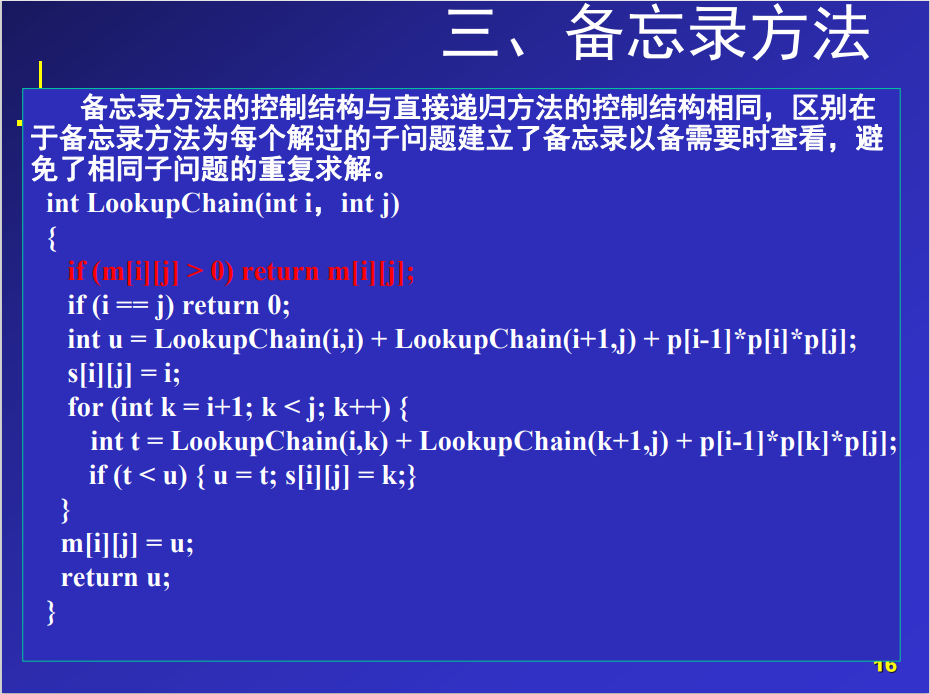 三、备忘录方法
备忘录方法的控制结构与直接递归方法的控制结构相同，区别在
于备忘录方法为每个解过的子问题建立了备忘录以备需要时查看，避
免了相同子问题的重复求解。
int LookupChain(int i，int j)
{
if (m[i][j] > 0) return m[i][j];
if (i == j) return 0;
int u = LookupChain(i,i) + LookupChain(i+1,j) + p[i-1]*p[i]*p[j];
s[i][j] = i;
for (int k = i+1; k < j; k++) {
int t = LookupChain(i,k) + LookupChain(k+1,j) + p[i-1]*p[k]*p[j];
if (t < u) { u = t; s[i][j] = k;}
}
m[i][j] = u;
return u;
}
16